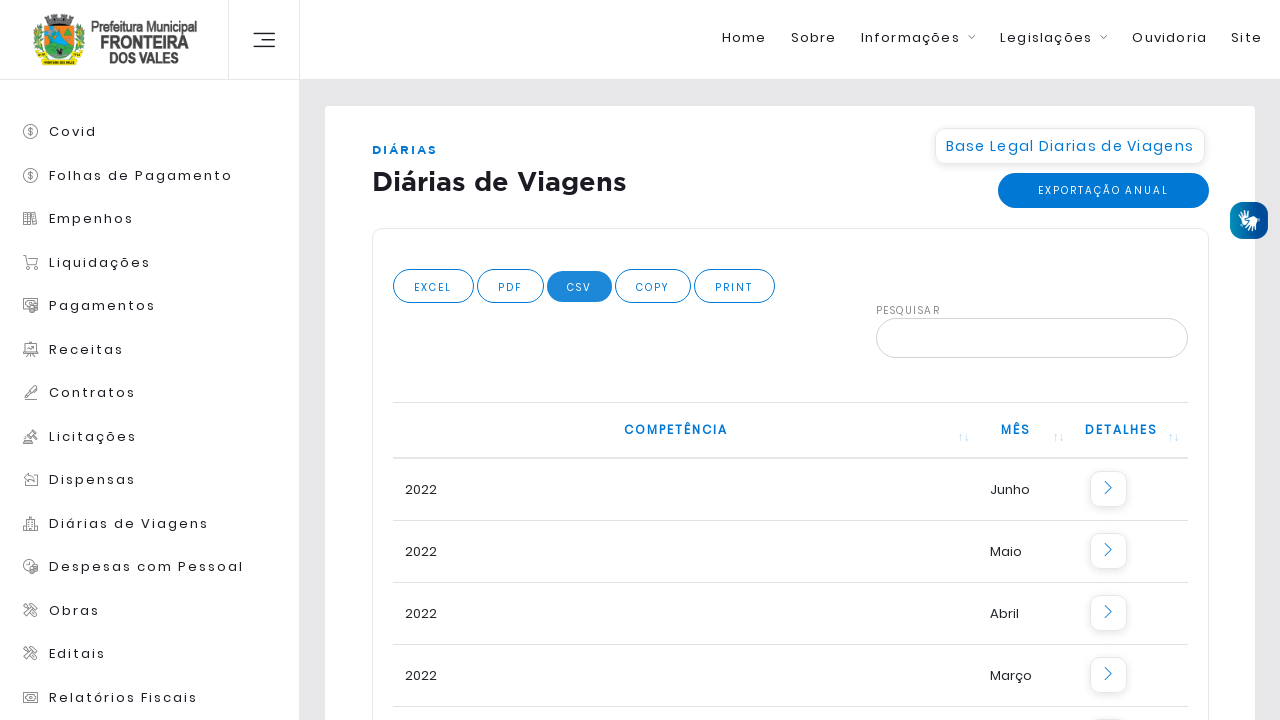 Prefeitura Municipal
FRONTEIRA
DOS VALES
Home Sobre Informações Legislações Ouvidoria Site
Covid
Folhas de Pagamento
Empenhos
Liquidações
Pagamentos
Receitas
Contratos
Licitações
Dispensas
Diárias de Viagens
Despesas com Pessoal
Obras
Editais
Relatórios Fiscais
DIÁRIAS
Diárias de Viagens
Base Legal Diarias de Viagens
EXPORTAÇÃO ANUAL
EXCEL PDF CSV COPY PRINT
PESQUISAR
COMPETÊNCIA MÊS DETALHES
2022 Junho
2022 Maio
2022 Abril
2022 Março